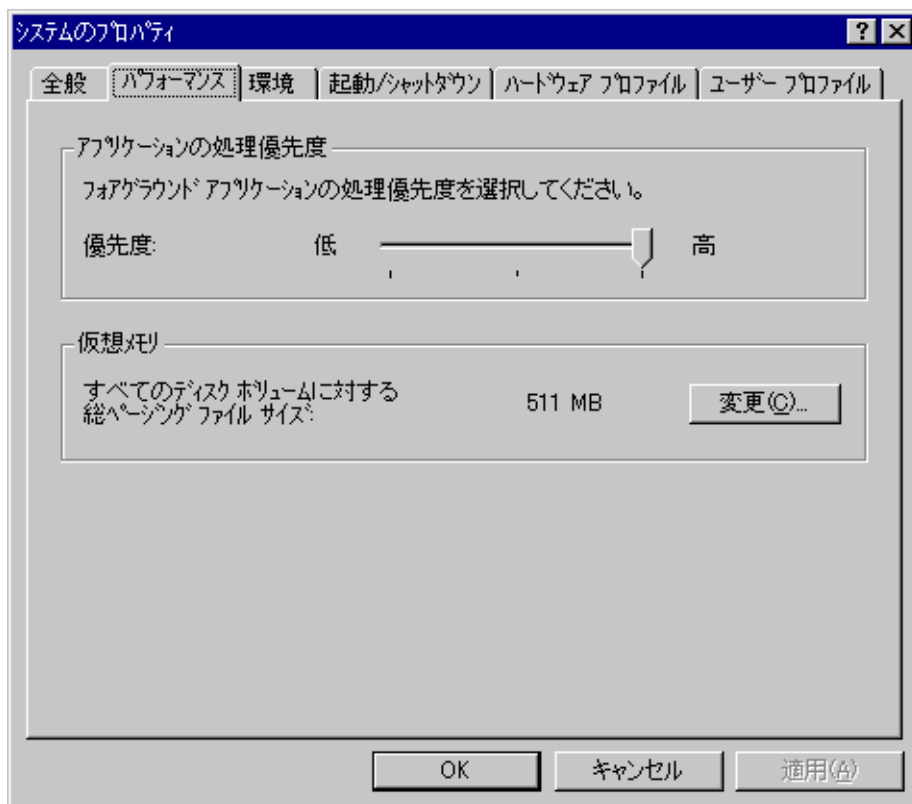 システムのプロパティ
全般 パフォーマンス 環境 起動/シャットダウン ハードウェア プロファイル ユーザー プロファイル
アプリケーションの処理優先度
フォアグラウンド アプリケーションの処理優先度を選択してください。
優先度: 低 高
仮想メモリ
すべてのディスク ボリュームに対する
総ページング ファイル サイズ: 511 MB 変更(C)...
OK キャンセル 適用(A)